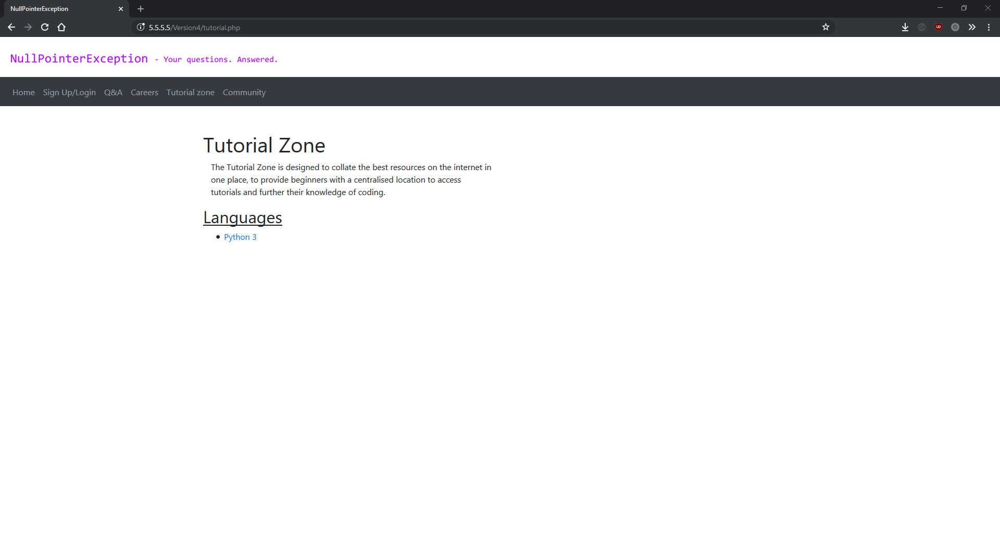 NullPointerException
5.5.5.5/Version4/tutorial.php
NullPointerException - Your questions. Answered.
Home Sign Up/Login Q&A Careers Tutorial zone Community
Tutorial Zone
The Tutorial Zone is designed to collate the best resources on the internet in
one place, to provide beginners with a centralised location to access
tutorials and further their knowledge of coding.
Languages
Python 3